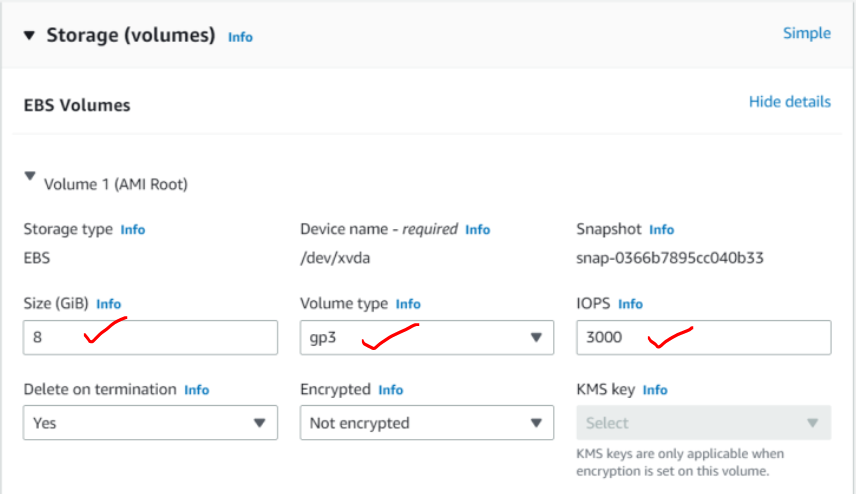 Storage (volumes) Info Simple
EBS Volumes Hide details
Volume 1 (AMI Root)
Storage type Info Device name - required Info Snapshot Info
EBS /dev/xvda snap-0366b7895cc040b33
Size (GiB) Info Volume type Info IOPS Info
8 gp3 3000
Delete on termination Info Encrypted Info KMS key Info
Yes Not encrypted Select
KMS keys are only applicable when
encryption is set on this volume.